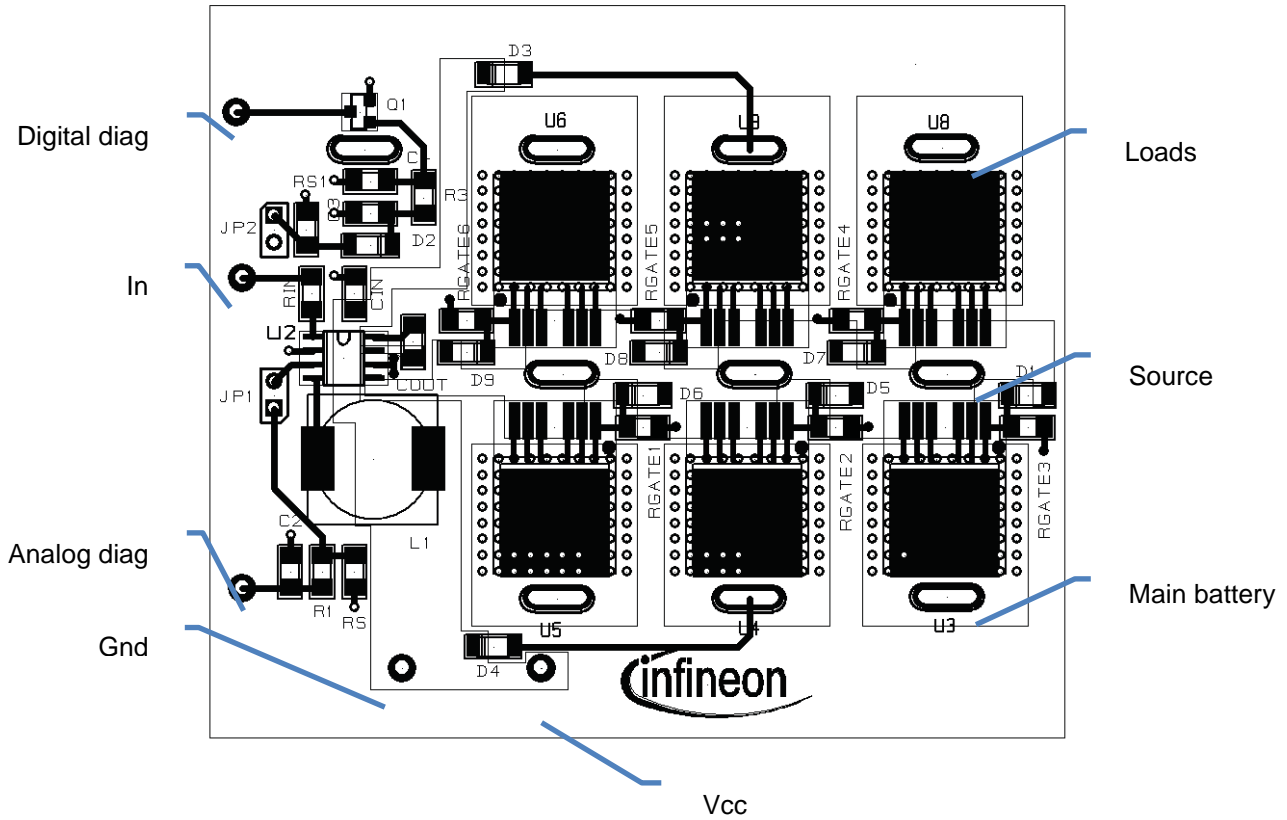 D3
Q1
U6
U9
U8
Digital diag
Loads
RS1
R3
JP2
D2
RGATE6
RGATE5
RGATE4
In
RIN
CIN
U2
D8
D7
D9
COUT
D1
Source
JP1
D6
D5
RGATE1
RGATE2
RGATE3
C2
L1
Analog diag
R1
RS
Main battery
U5
U4
U3
Gnd
D4
infineon
Vcc